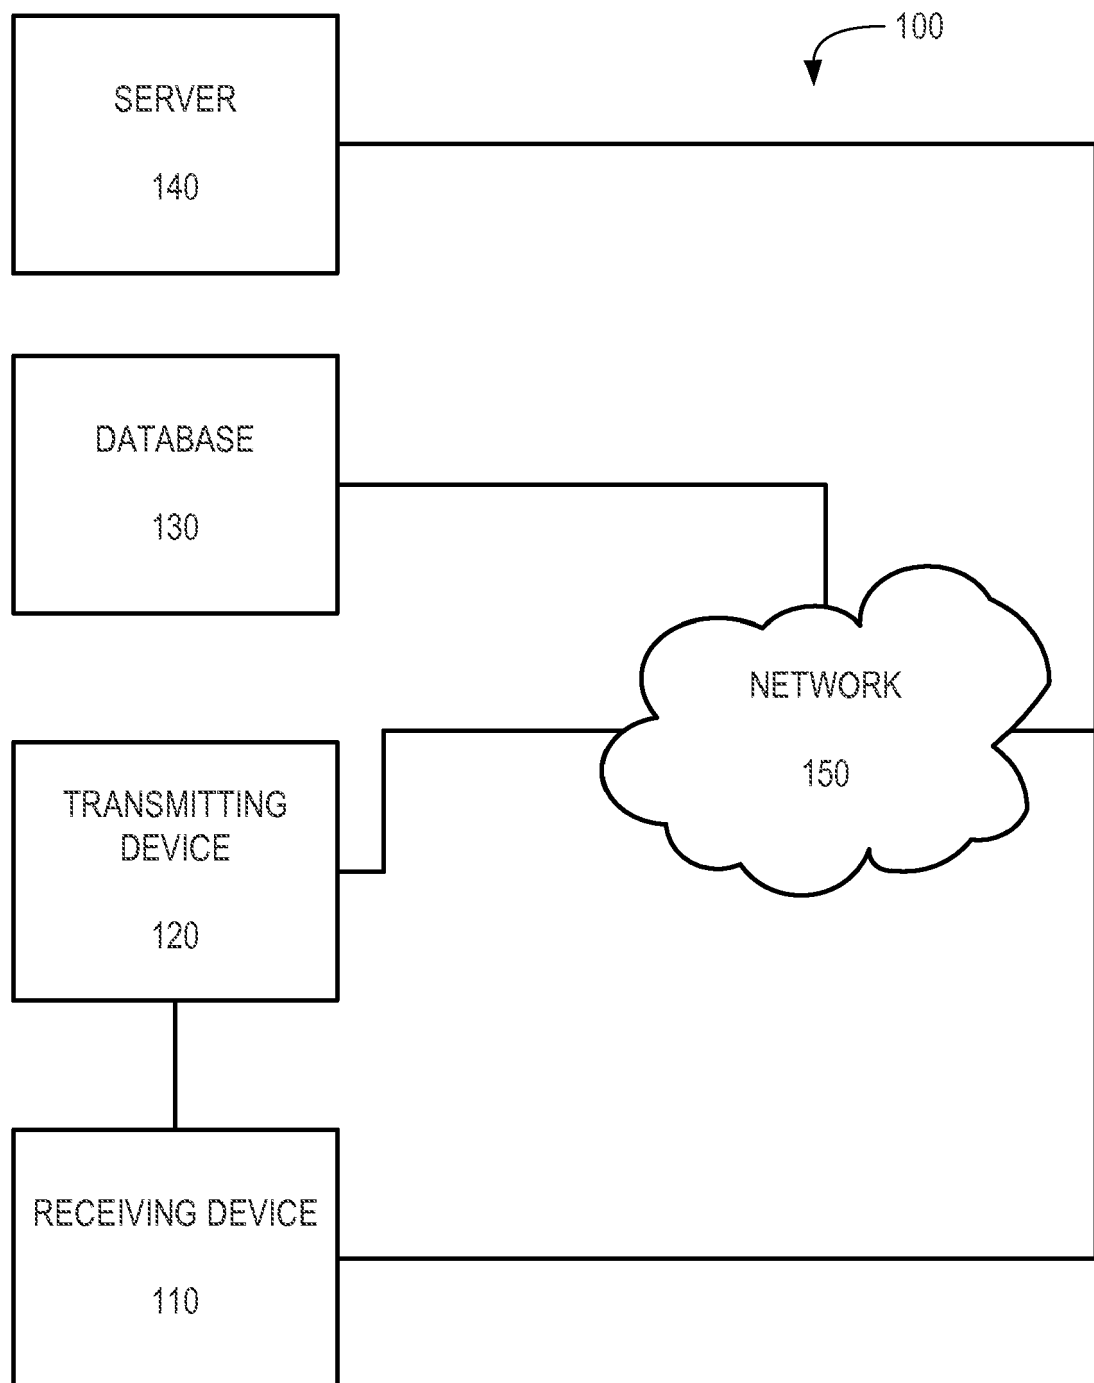 100
SERVER
140
DATABASE
130
NETWORK
150
TRANSMITTING
DEVICE
120
RECEIVING DEVICE
110